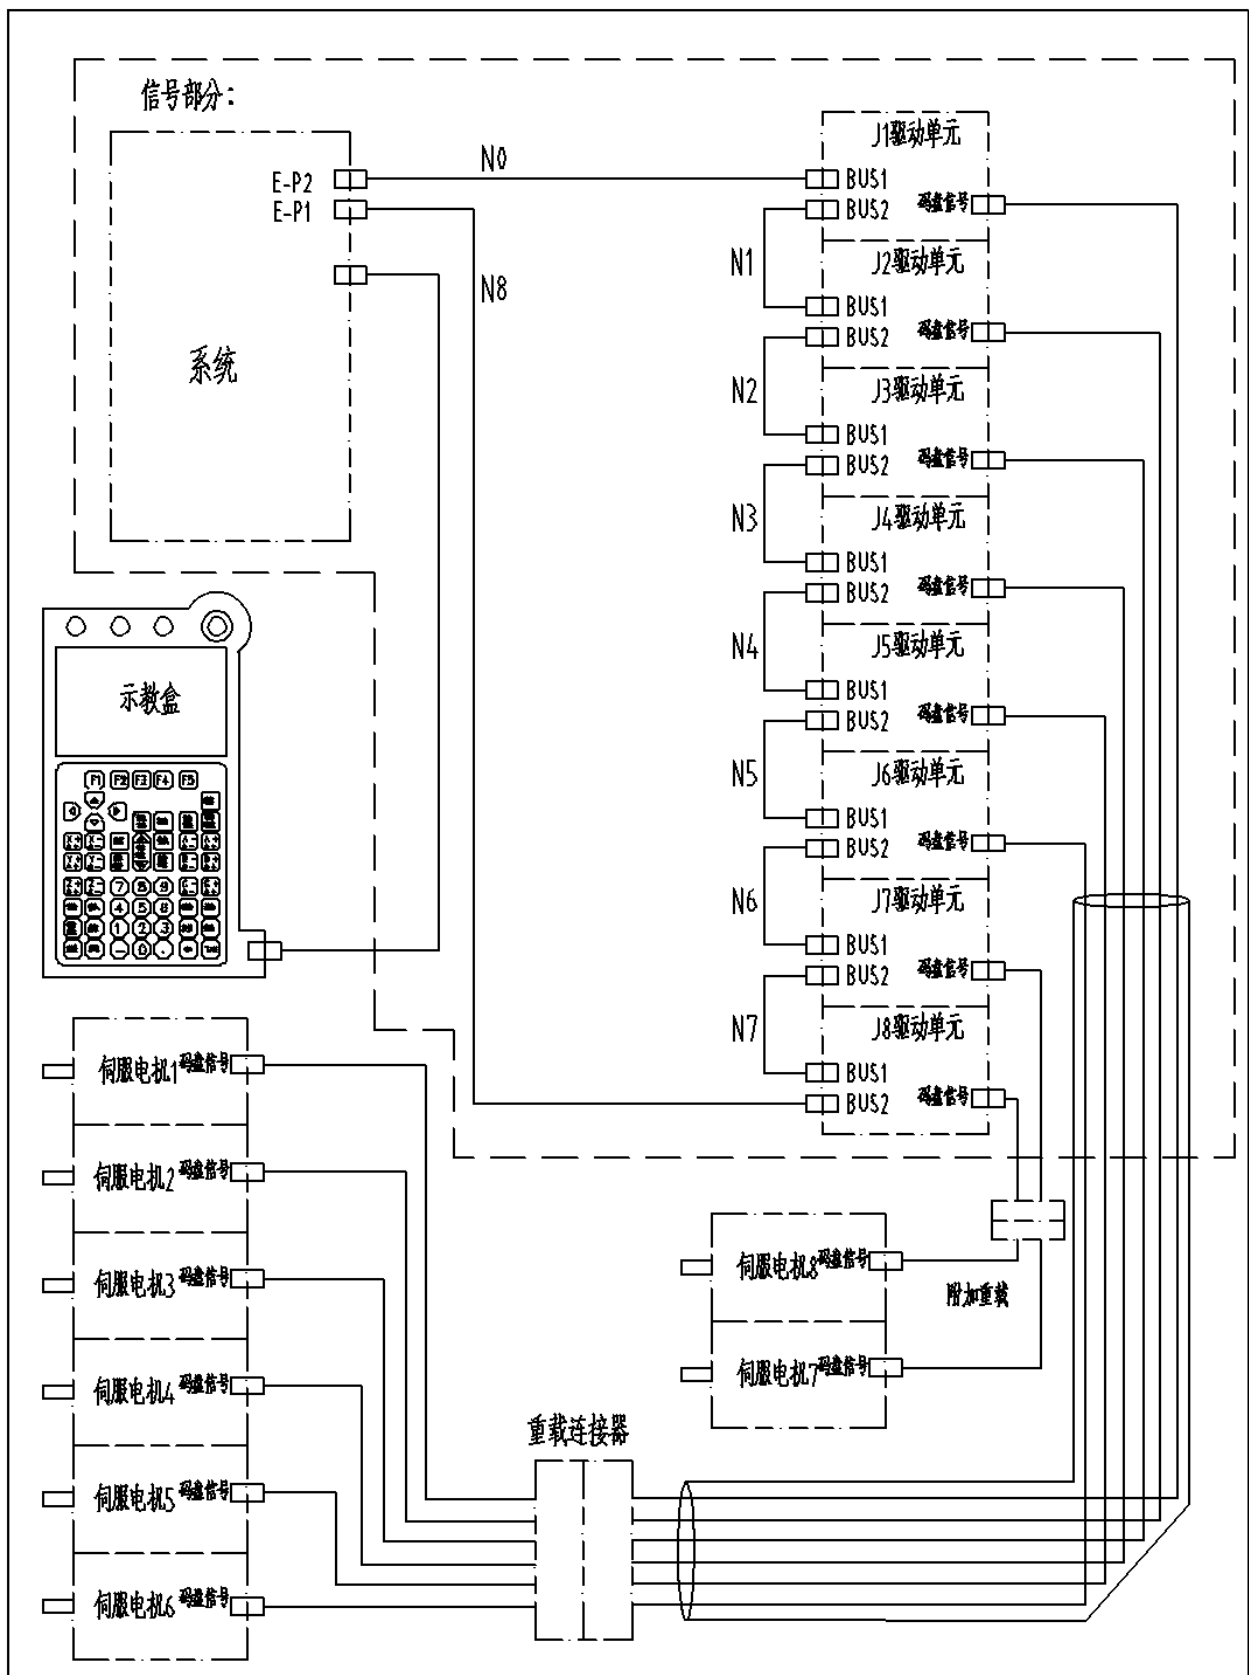 信号部分：
J1驱动单元
E-P2
N0
BUS1
E-P1
BUS2
码盘信号
N1
J2驱动单元
N8
BUS1
BUS2
码盘信号
系统
N2
J3驱动单元
BUS1
BUS2
码盘信号
N3
J4驱动单元
BUS1
BUS2
码盘信号
N4
J5驱动单元
示教盒
BUS1
BUS2
码盘信号
N5
J6驱动单元
F1 F2 F3 F4 F5
BUS1
BUS2
码盘信号
7 8 9
4 5 6
1 2 3
- 0 .
N6
J7驱动单元
BUS1
BUS2
码盘信号
N7
J8驱动单元
BUS1
BUS2
码盘信号
伺服电机1 码盘信号
伺服电机2 码盘信号
伺服电机3 码盘信号
伺服电机4 码盘信号
伺服电机5 码盘信号
伺服电机6 码盘信号
伺服电机8 码盘信号
附加重载
伺服电机7 码盘信号
重载连接器